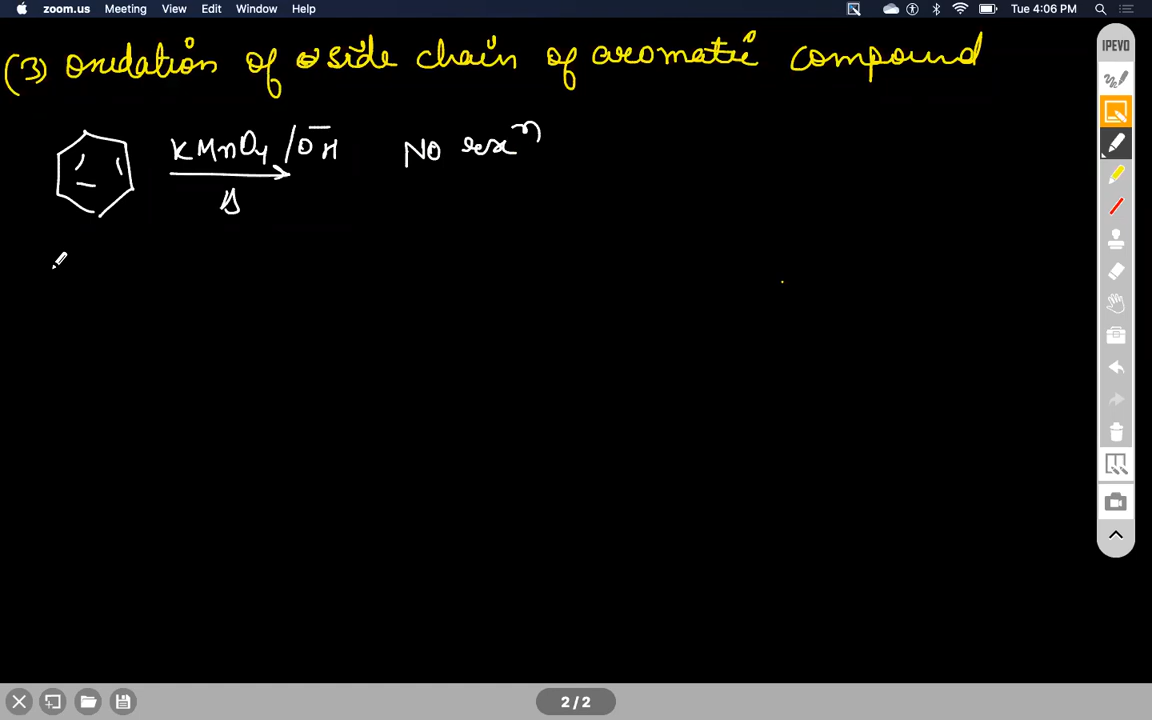 zoom.us Meeting View Edit Window Help Tue 4:06 PM
(3) oxidation of side chain of aromatic compound
IPEVO
KMnO4/OH̅ NO rexⁿ
Δ
2/2